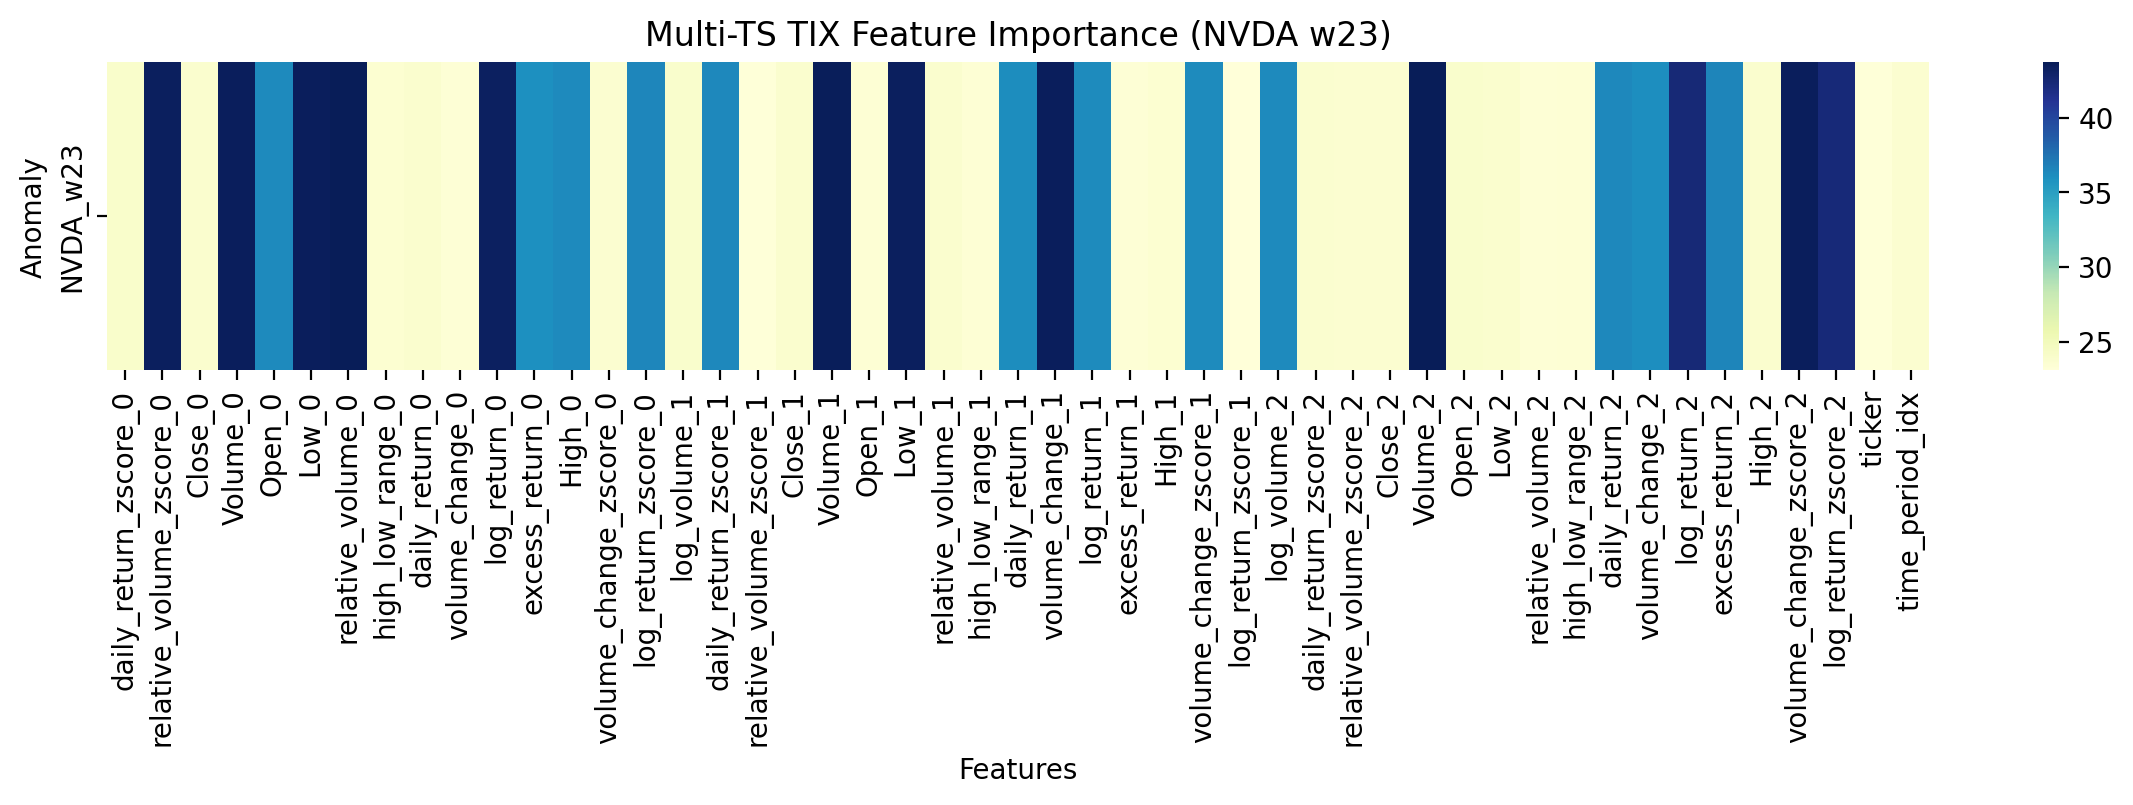 Multi-TS TIX Feature Importance (NVDA w23)
Anomaly
NVDA_w23
40
35
30
25
daily_return_zscore_0
relative_volume_zscore_0
Close_0
Volume_0
Open_0
Low_0
relative_volume_0
high_low_range_0
daily_return_0
volume_change_0
log_return_0
excess_return_0
High_0
volume_change_zscore_0
log_return_zscore_0
log_volume_1
daily_return_zscore_1
relative_volume_zscore_1
Close_1
Volume_1
Open_1
Low_1
relative_volume_1
high_low_range_1
daily_return_1
volume_change_1
log_return_1
excess_return_1
High_1
volume_change_zscore_1
log_return_zscore_1
log_volume_2
daily_return_zscore_2
relative_volume_zscore_2
Close_2
Volume_2
Open_2
Low_2
relative_volume_2
high_low_range_2
daily_return_2
volume_change_2
log_return_2
excess_return_2
High_2
volume_change_zscore_2
log_return_zscore_2
ticker
time_period_idx
Features